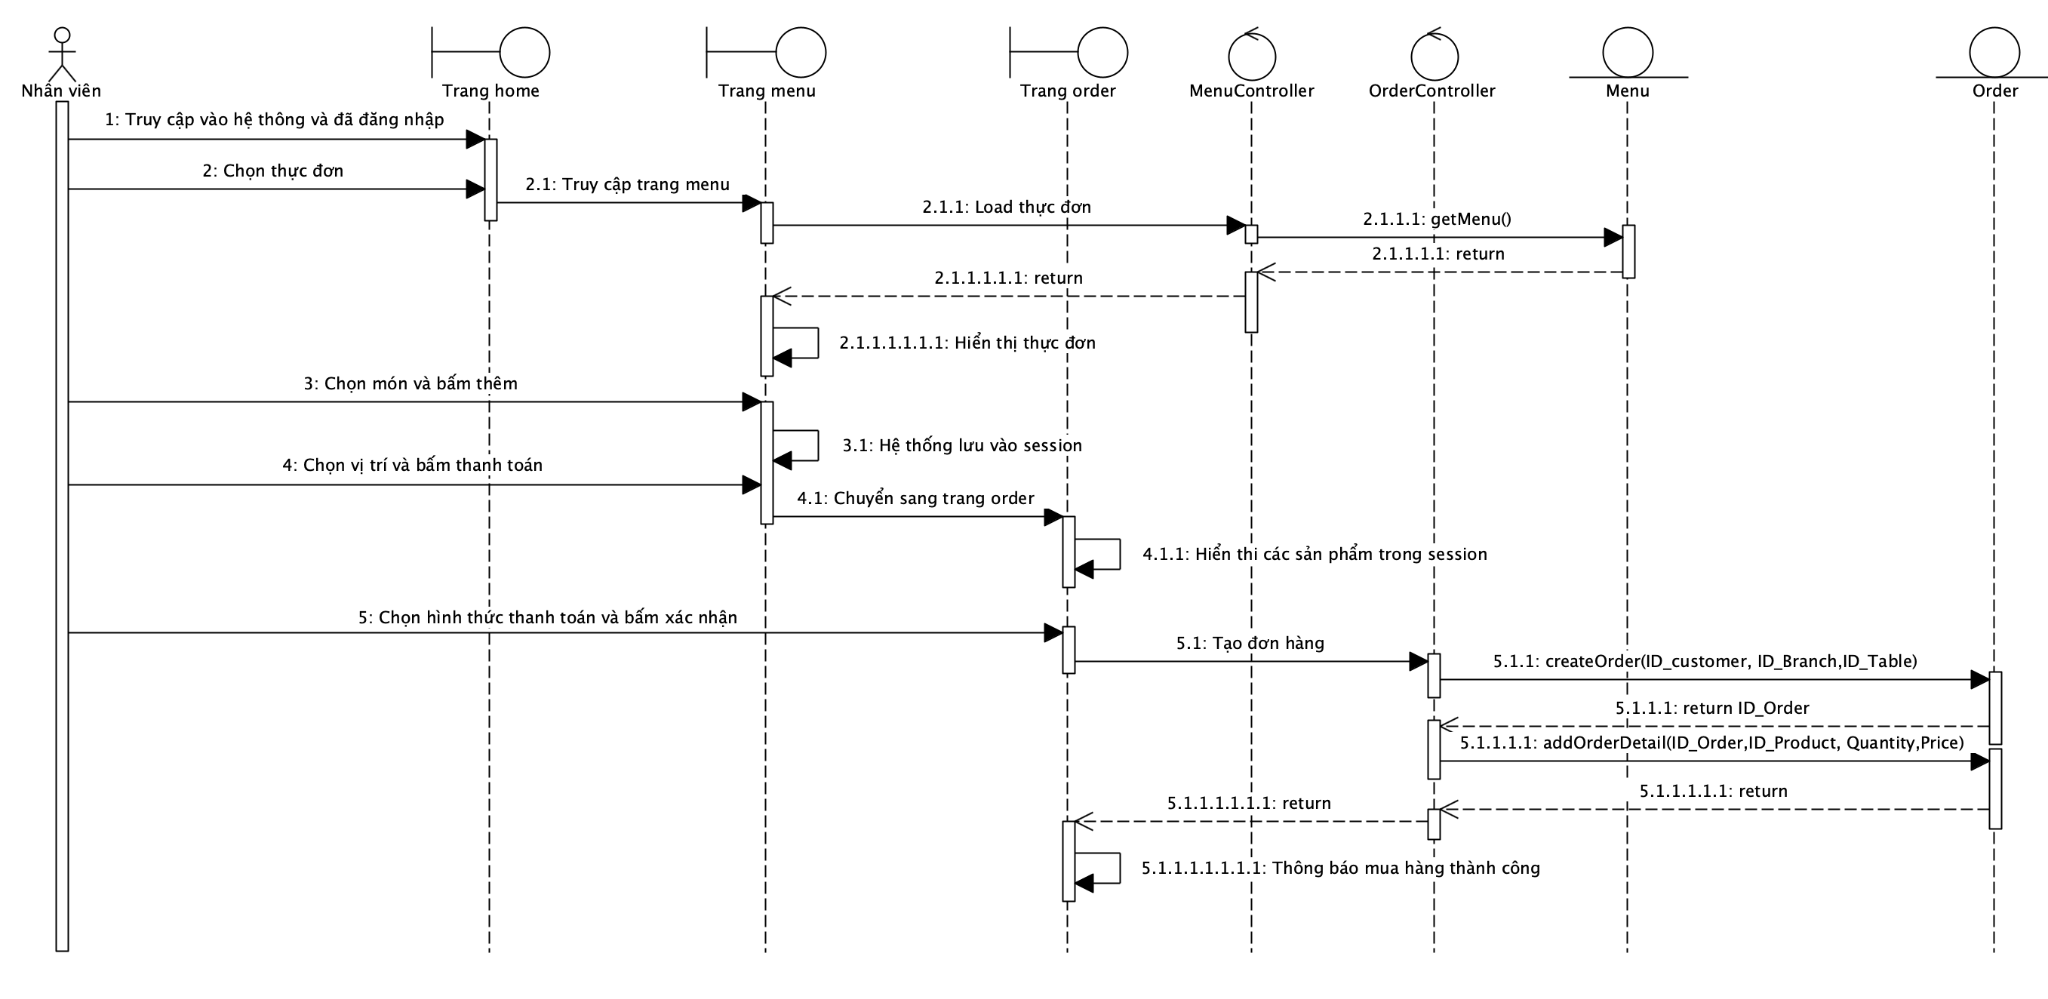 Nhân viên
Trang home
Trang menu
Trang order
MenuController
OrderController
Menu
Order
1: Truy cập vào hệ thông và đã đăng nhập
2: Chọn thực đơn
2.1: Truy cập trang menu
2.1.1: Load thực đơn
2.1.1.1: getMenu()
2.1.1.1.1: return
2.1.1.1.1.1: return
2.1.1.1.1.1.1: Hiển thị thực đơn
3: Chọn món và bấm thêm
3.1: Hệ thống lưu vào session
4: Chọn vị trí và bấm thanh toán
4.1: Chuyển sang trang order
4.1.1: Hiển thi các sản phẩm trong session
5: Chọn hình thức thanh toán và bấm xác nhận
5.1: Tạo đơn hàng
5.1.1: createOrder(ID_customer, ID_Branch,ID_Table)
5.1.1.1: return ID_Order
5.1.1.1.1: addOrderDetail(ID_Order,ID_Product, Quantity,Price)
5.1.1.1.1.1: return
5.1.1.1.1.1.1: return
5.1.1.1.1.1.1.1: Thông báo mua hàng thành công